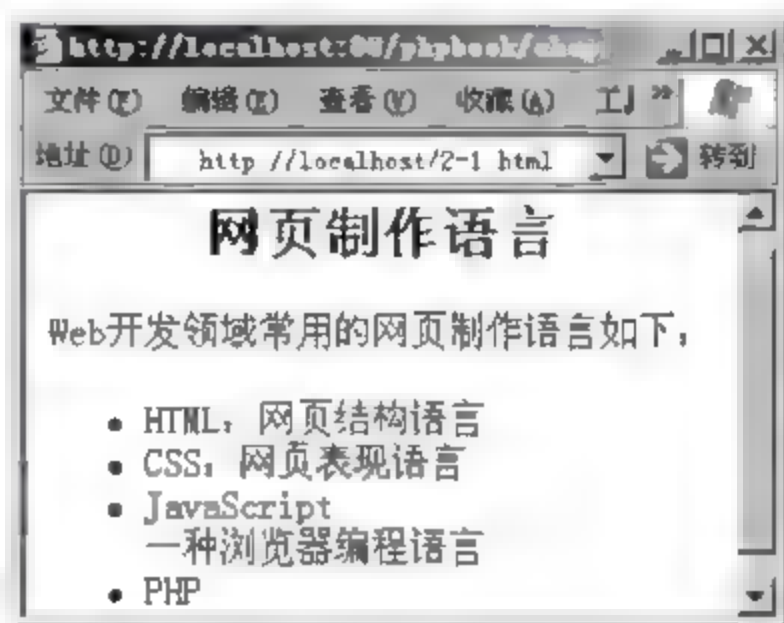 http://localhost:80/phpbook/chap
文件(F) 编辑(E) 查看(V) 收藏(A) 工 »
地址(D) http //localhost/2-1 html 转到
网页制作语言
Web开发领域常用的网页制作语言如下:
• HTML: 网页结构语言
• CSS: 网页表现语言
• JavaScript
一种浏览器编程语言
• PHP